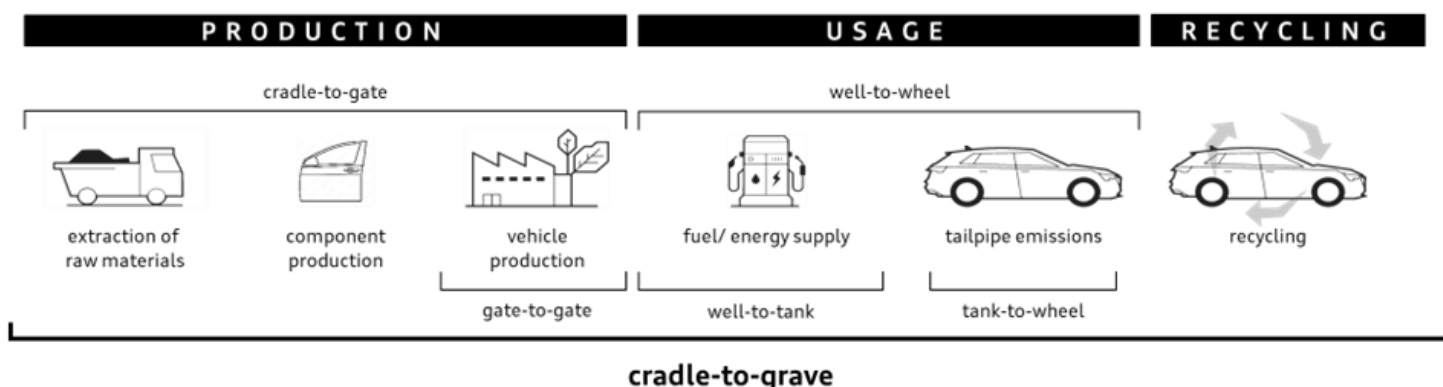 PRODUCTION
USAGE
RECYCLING
cradle-to-gate
well-to-wheel
extraction of
raw materials
component
production
vehicle
production
fuel/ energy supply
tailpipe emissions
recycling
gate-to-gate
well-to-tank
tank-to-wheel
cradle-to-grave